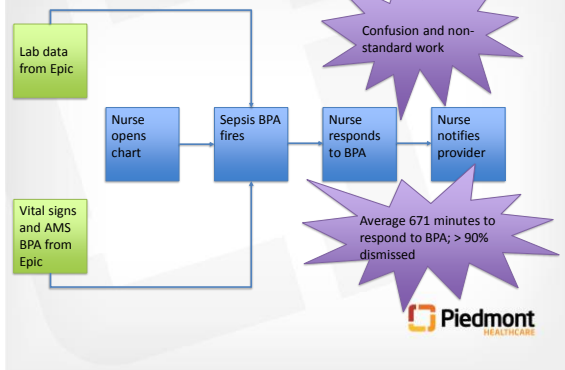 Confusion and non-
standard work
Lab data
from Epic
Nurse
opens
chart
Sepsis BPA
fires
Nurse
responds
to BPA
Nurse
notifies
provider
Vital signs
and AMS
BPA from
Epic
Average 671 minutes to
respond to BPA; > 90%
dismissed
Piedmont
HEALTHCARE